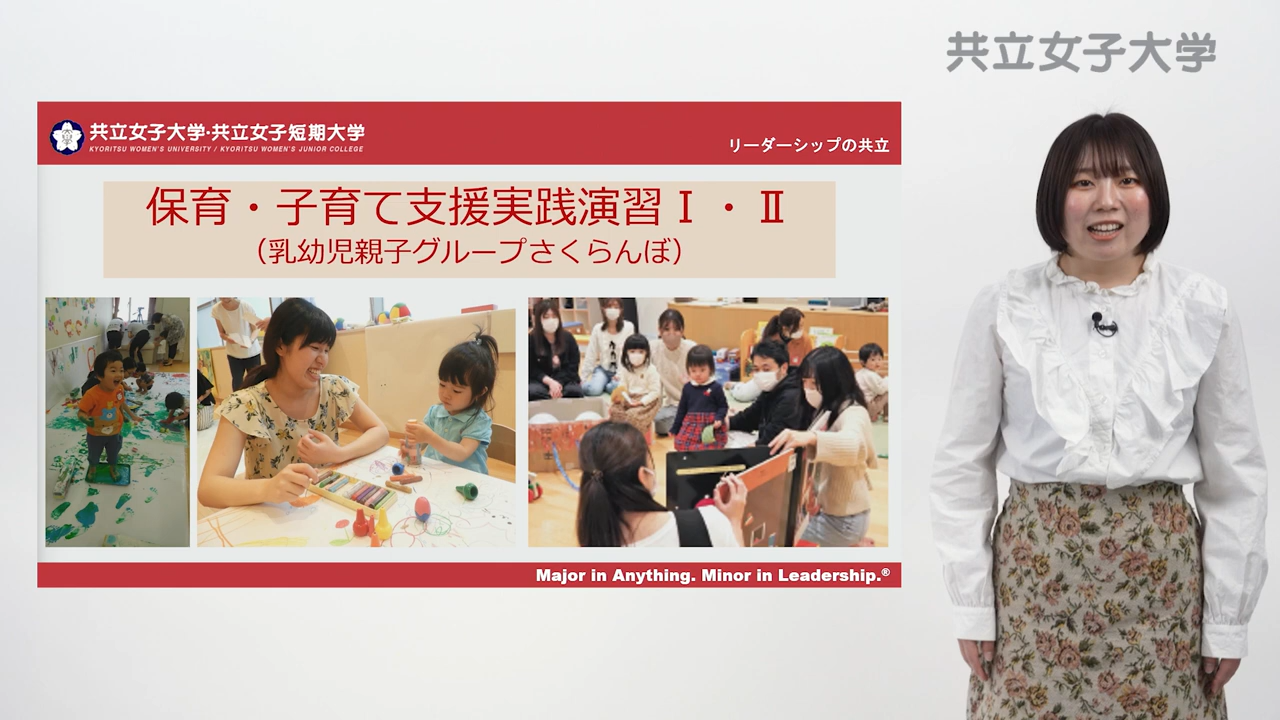 共立女子大学
共立女子大学・共立女子短期大学
KYORITSU WOMEN'S UNIVERSITY / KYORITSU WOMEN'S JUNIOR COLLEGE
リーダーシップの共立
保育・子育て支援実践演習Ⅰ・Ⅱ
（乳幼児親子グループさくらんぼ）
Major in Anything. Minor in Leadership.®